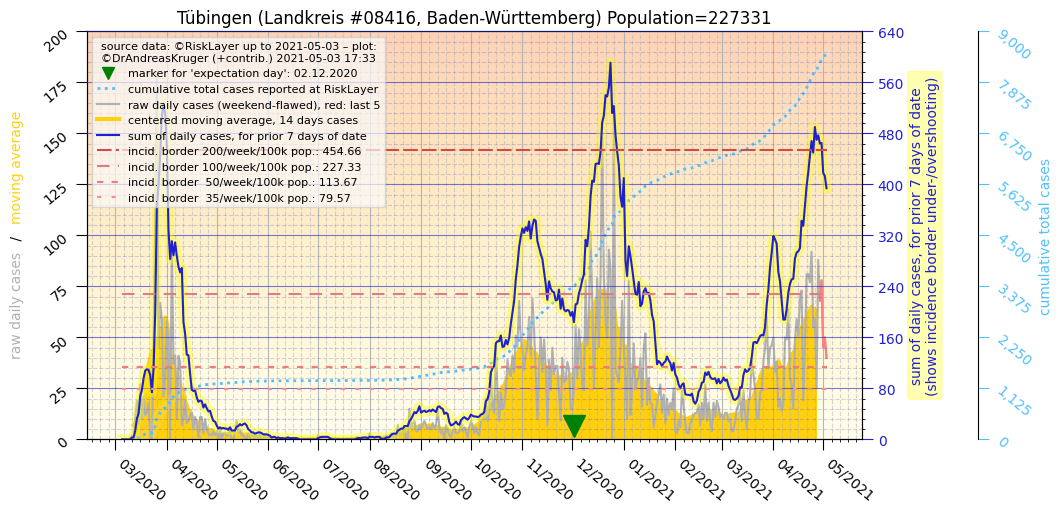 Tübingen (Landkreis #08416, Baden-Württemberg) Population=227331
source data: ©RiskLayer up to 2021-05-03 – plot:
©DrAndreasKruger (+contrib.) 2021-05-03 17:33
marker for 'expectation day': 02.12.2020
cumulative total cases reported at RiskLayer
raw daily cases (weekend-flawed), red: last 5
centered moving average, 14 days cases
sum of daily cases, for prior 7 days of date
incid. border 200/week/100k pop.: 454.66
incid. border 100/week/100k pop.: 227.33
incid. border  50/week/100k pop.: 113.67
incid. border  35/week/100k pop.: 79.57
raw daily cases / moving average
200
175
150
125
100
75
50
25
0
03/2020
04/2020
05/2020
06/2020
07/2020
08/2020
09/2020
10/2020
11/2020
12/2020
01/2021
02/2021
03/2021
04/2021
05/2021
640
560
480
400
320
240
160
80
0
sum of daily cases, for prior 7 days of date
(shows incidence border under-/overshooting)
9,000
7,875
6,750
5,625
4,500
3,375
2,250
1,125
0
cumulative total cases